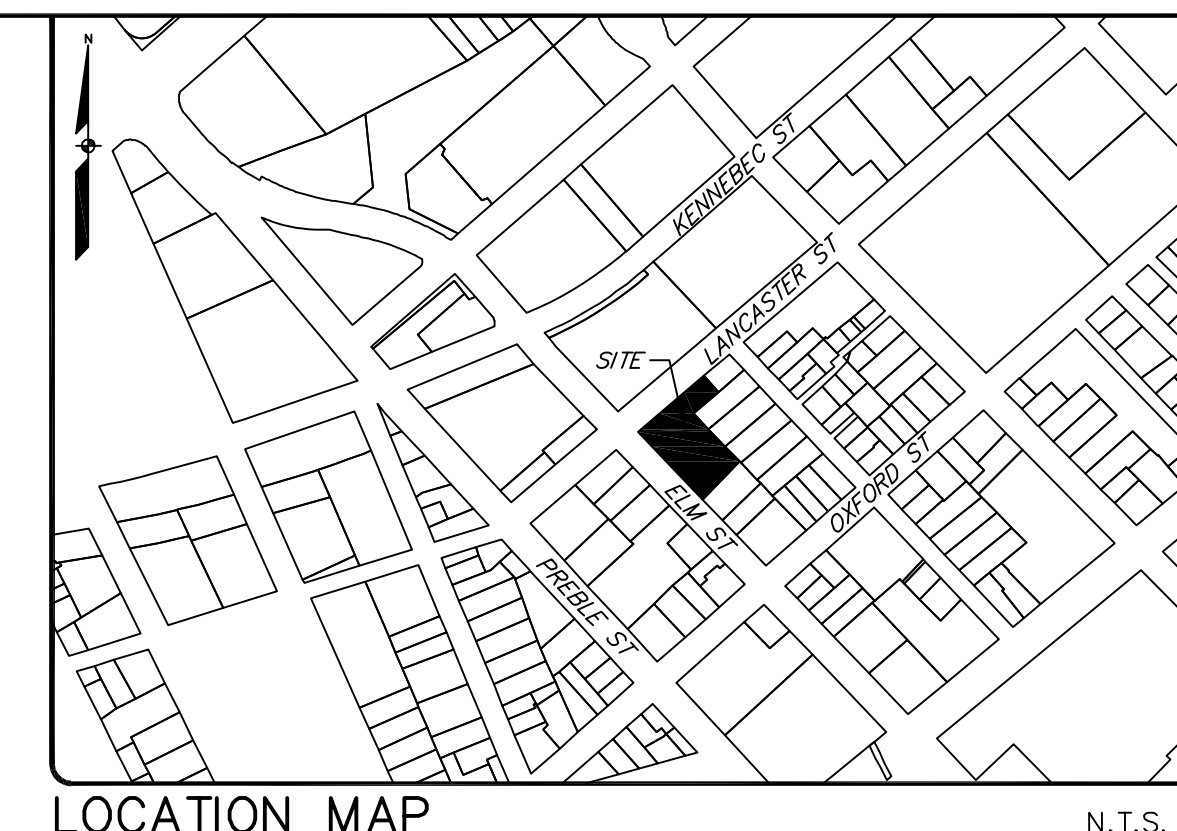 N
KENNEBEC ST
LANCASTER ST
SITE
OXFORD ST
ELM ST
PREBLE ST
LOCATION MAP
N.T.S.